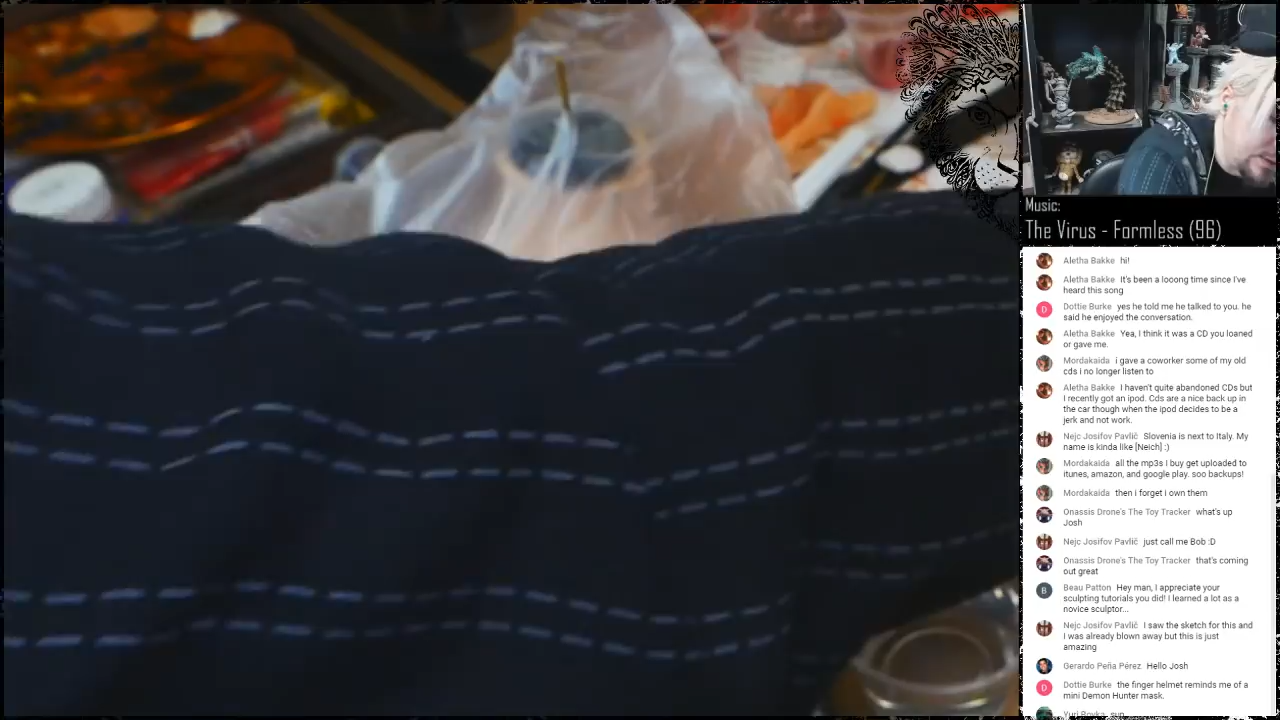 Music:
The Virus - Formless (96)
Aletha Bakke hi!
Aletha Bakke It's been a looong time since I've
heard this song
D Dottie Burke yes he told me he talked to you. he
said he enjoyed the conversation.
Aletha Bakke Yea, I think it was a CD you loaned
or gave me.
Mordakaida i gave a coworker some of my old
cds i no longer listen to
Aletha Bakke I haven't quite abandoned CDs but
I recently got an ipod. Cds are a nice back up in
the car though when the ipod decides to be a
jerk and not work.
Nejc Josifov Pavlič Slovenia is next to Italy. My
name is kinda like [Neich] :)
Mordakaida all the mp3s I buy get uploaded to
itunes, amazon, and google play. soo backups!
Mordakaida then i forget i own them
Onassis Drone's The Toy Tracker what's up
Josh
Nejc Josifov Pavlič just call me Bob :D
Onassis Drone's The Toy Tracker that's coming
out great
B Beau Patton Hey man, I appreciate your
sculpting tutorials you did! I learned a lot as a
novice sculptor...
Nejc Josifov Pavlič I saw the sketch for this and
I was already blown away but this is just
amazing
Gerardo Peña Pérez Hello Josh
D Dottie Burke the finger helmet reminds me of a
mini Demon Hunter mask.